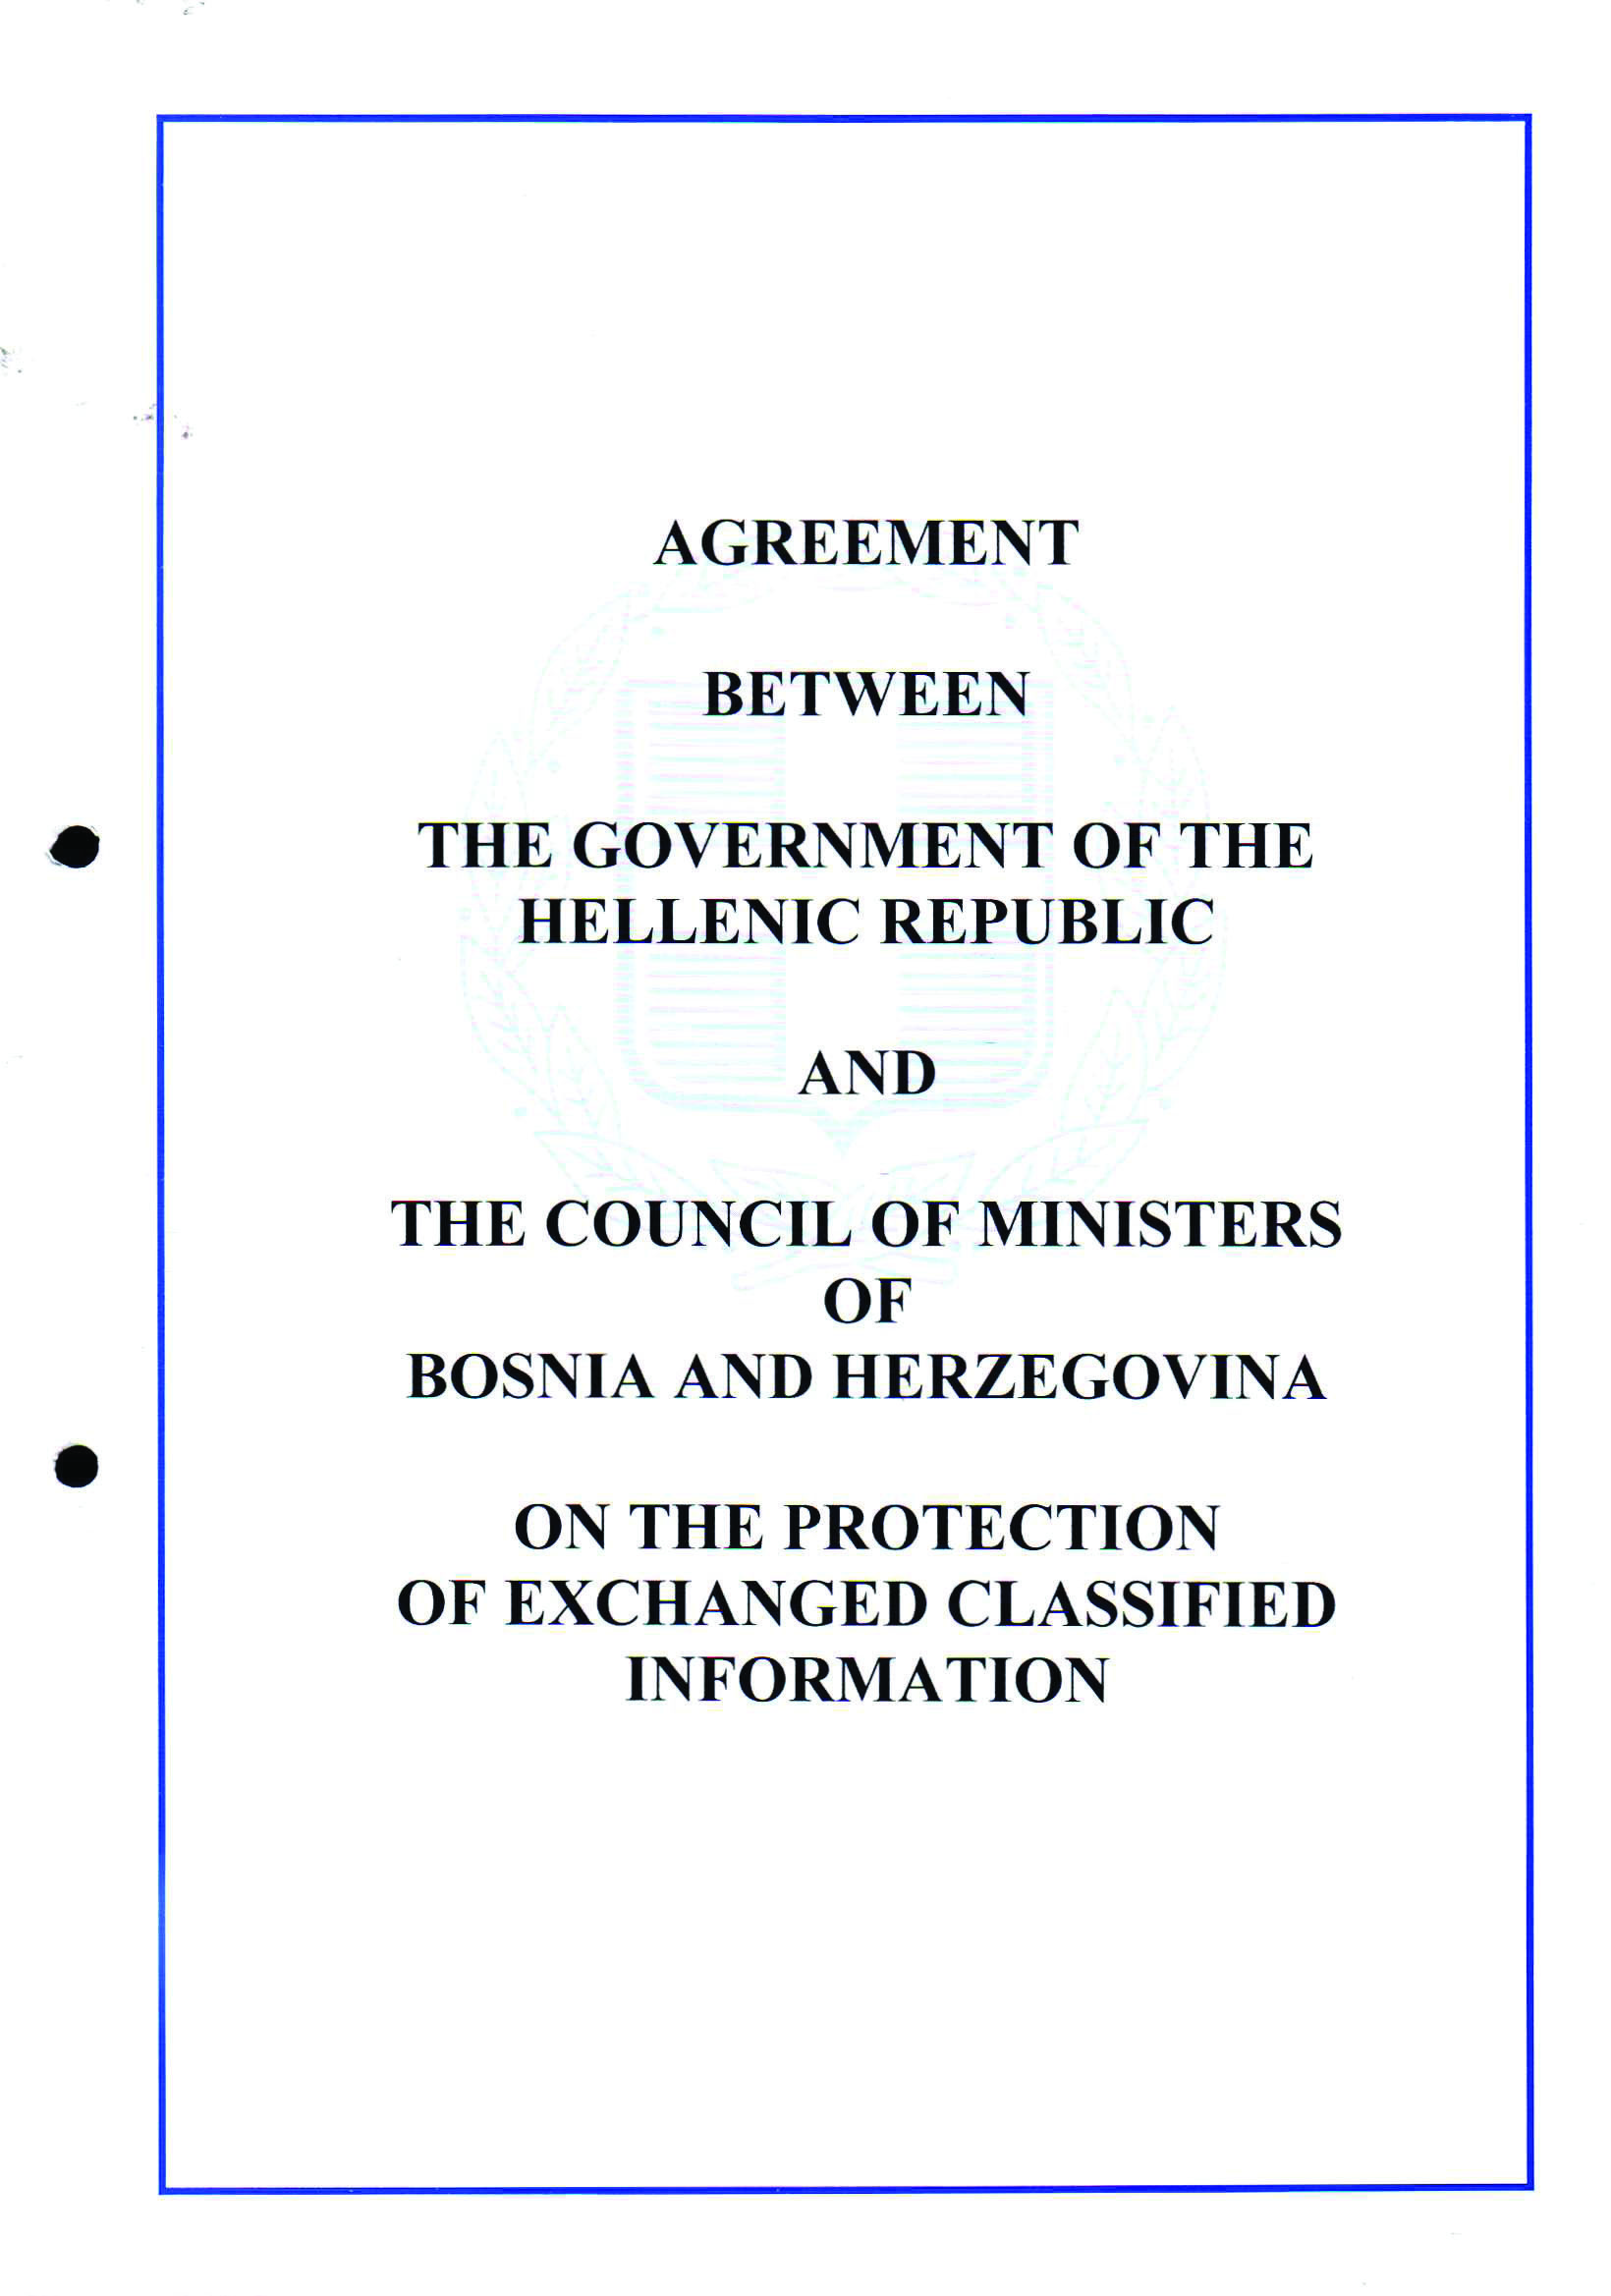 AGREEMENT
BETWEEN
THE GOVERNMENT OF THE
HELLENIC REPUBLIC
AND
THE COUNCIL OF MINISTERS
OF
BOSNIA AND HERZEGOVINA
ON THE PROTECTION
OF EXCHANGED CLASSIFIED
INFORMATION